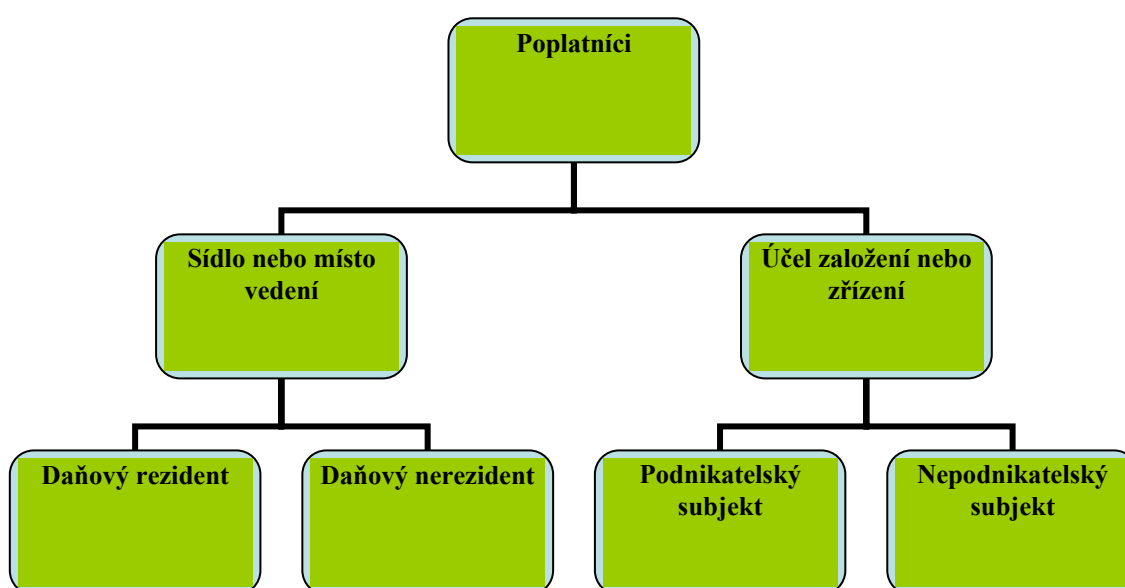 Poplatníci
Sídlo nebo místo
vedení
Účel založení nebo
zřízení
Daňový rezident
Daňový nerezident
Podnikatelský
subjekt
Nepodnikatelský
subjekt